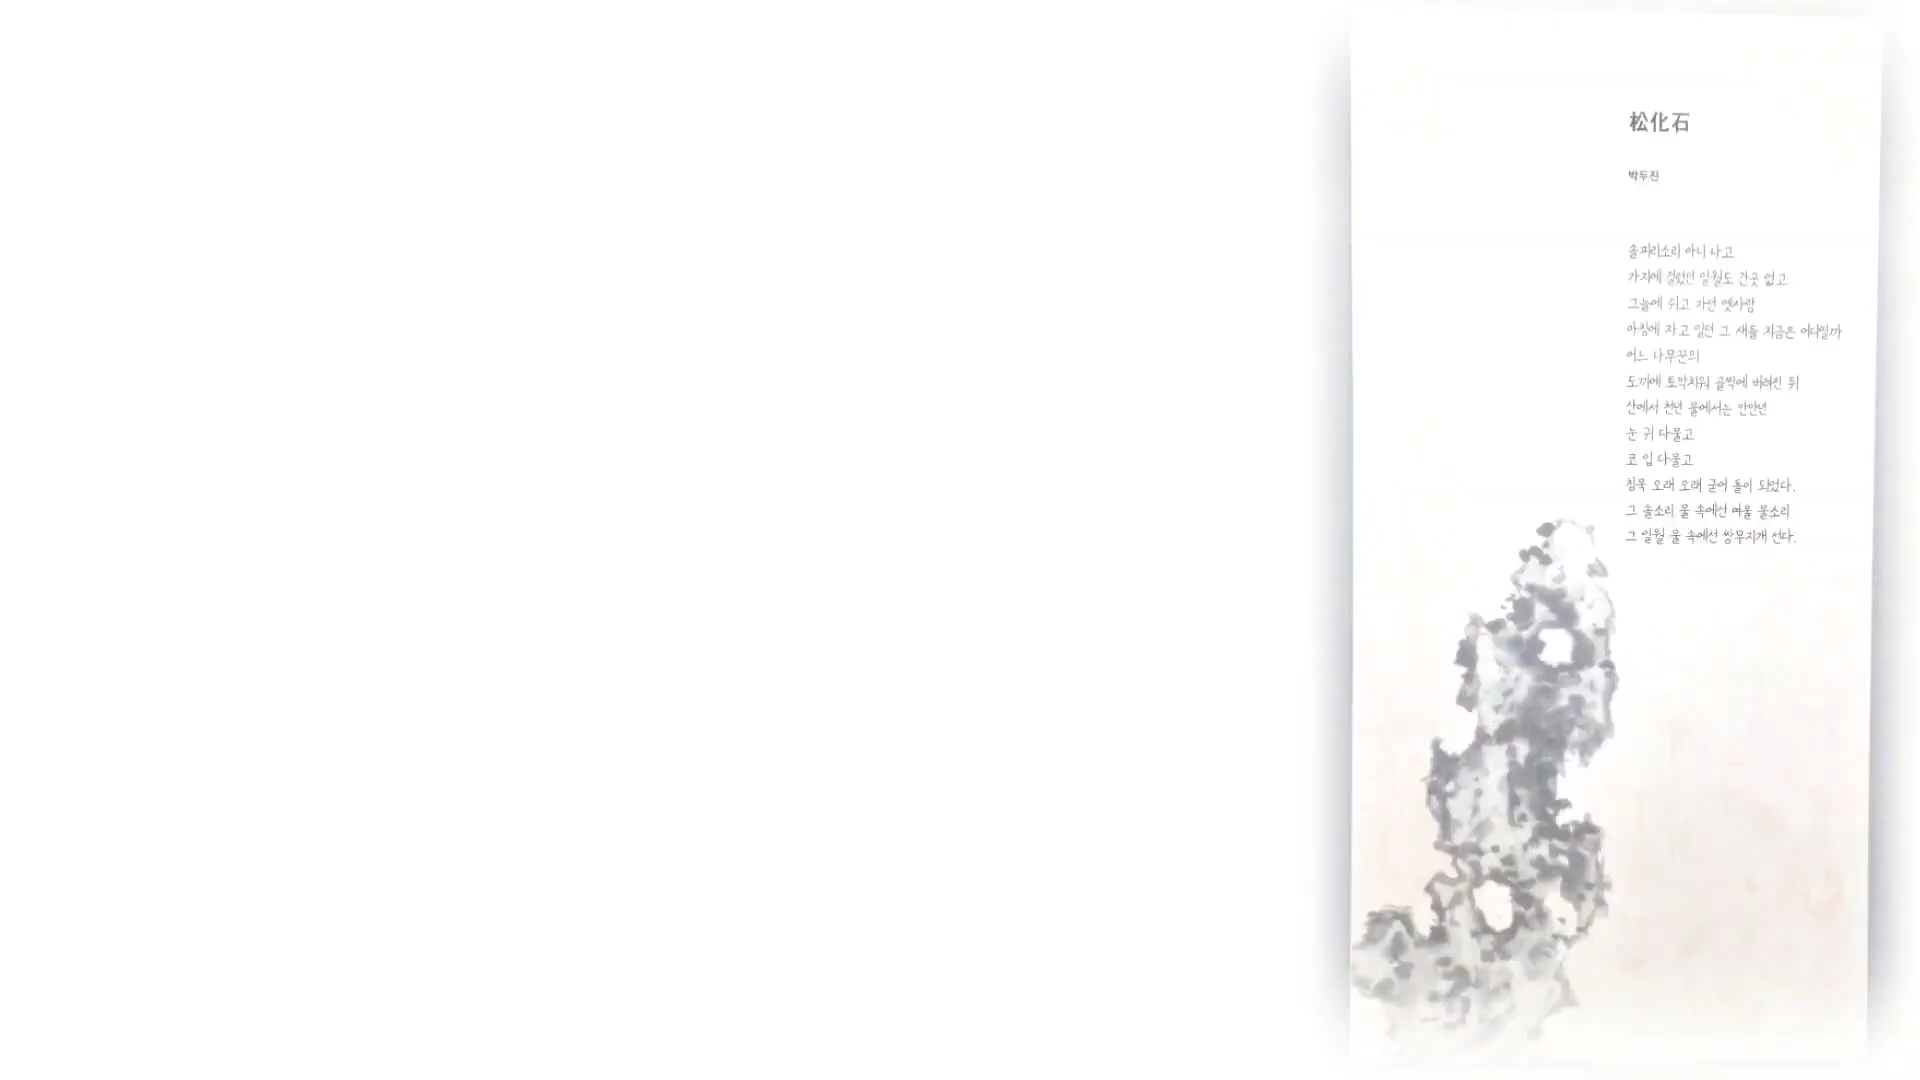 松化石
박두진
솔파리소리 아니 나고
가지에 걸렸던 일월도 간곳 없고
그늘에 쉬고 가던 옛사람
아침에 자고 일던 그 새들 지금은 어디일까
어느 나무꾼의
도끼에 토막치워 골짝에 버려진 뒤
산에서 천년 물에서는 만만년
눈 귀 다물고
코 입 다물고
침묵 오래 오래 굳어 돌이 되었다.
그 솔소리 물 속에선 여울 물소리
그 일월 물 속에선 쌍무지개 선다.